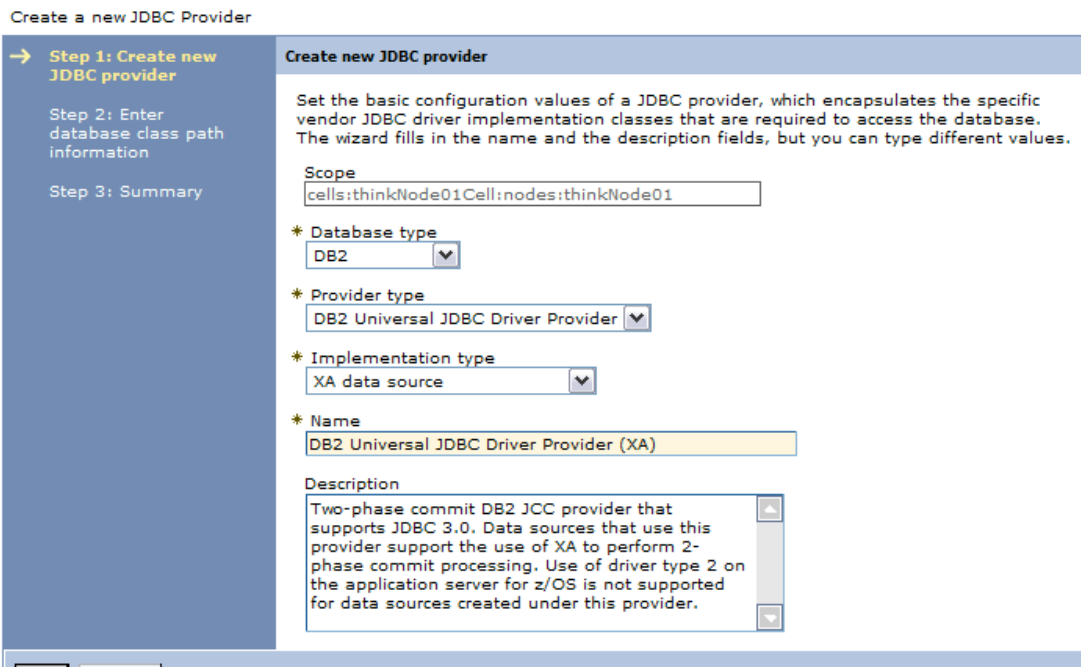 Create a new JDBC Provider
Step 1: Create new
JDBC provider
Step 2: Enter
database class path
information
Step 3: Summary
Create new JDBC provider
Set the basic configuration values of a JDBC provider, which encapsulates the specific
vendor JDBC driver implementation classes that are required to access the database.
The wizard fills in the name and the description fields, but you can type different values.
Scope
cells:thinkNode01Cell:nodes:thinkNode01
* Database type
DB2
* Provider type
DB2 Universal JDBC Driver Provider
* Implementation type
XA data source
* Name
DB2 Universal JDBC Driver Provider (XA)
Description
Two-phase commit DB2 JCC provider that
supports JDBC 3.0. Data sources that use this
provider support the use of XA to perform 2-
phase commit processing. Use of driver type 2 on
the application server for z/OS is not supported
for data sources created under this provider.